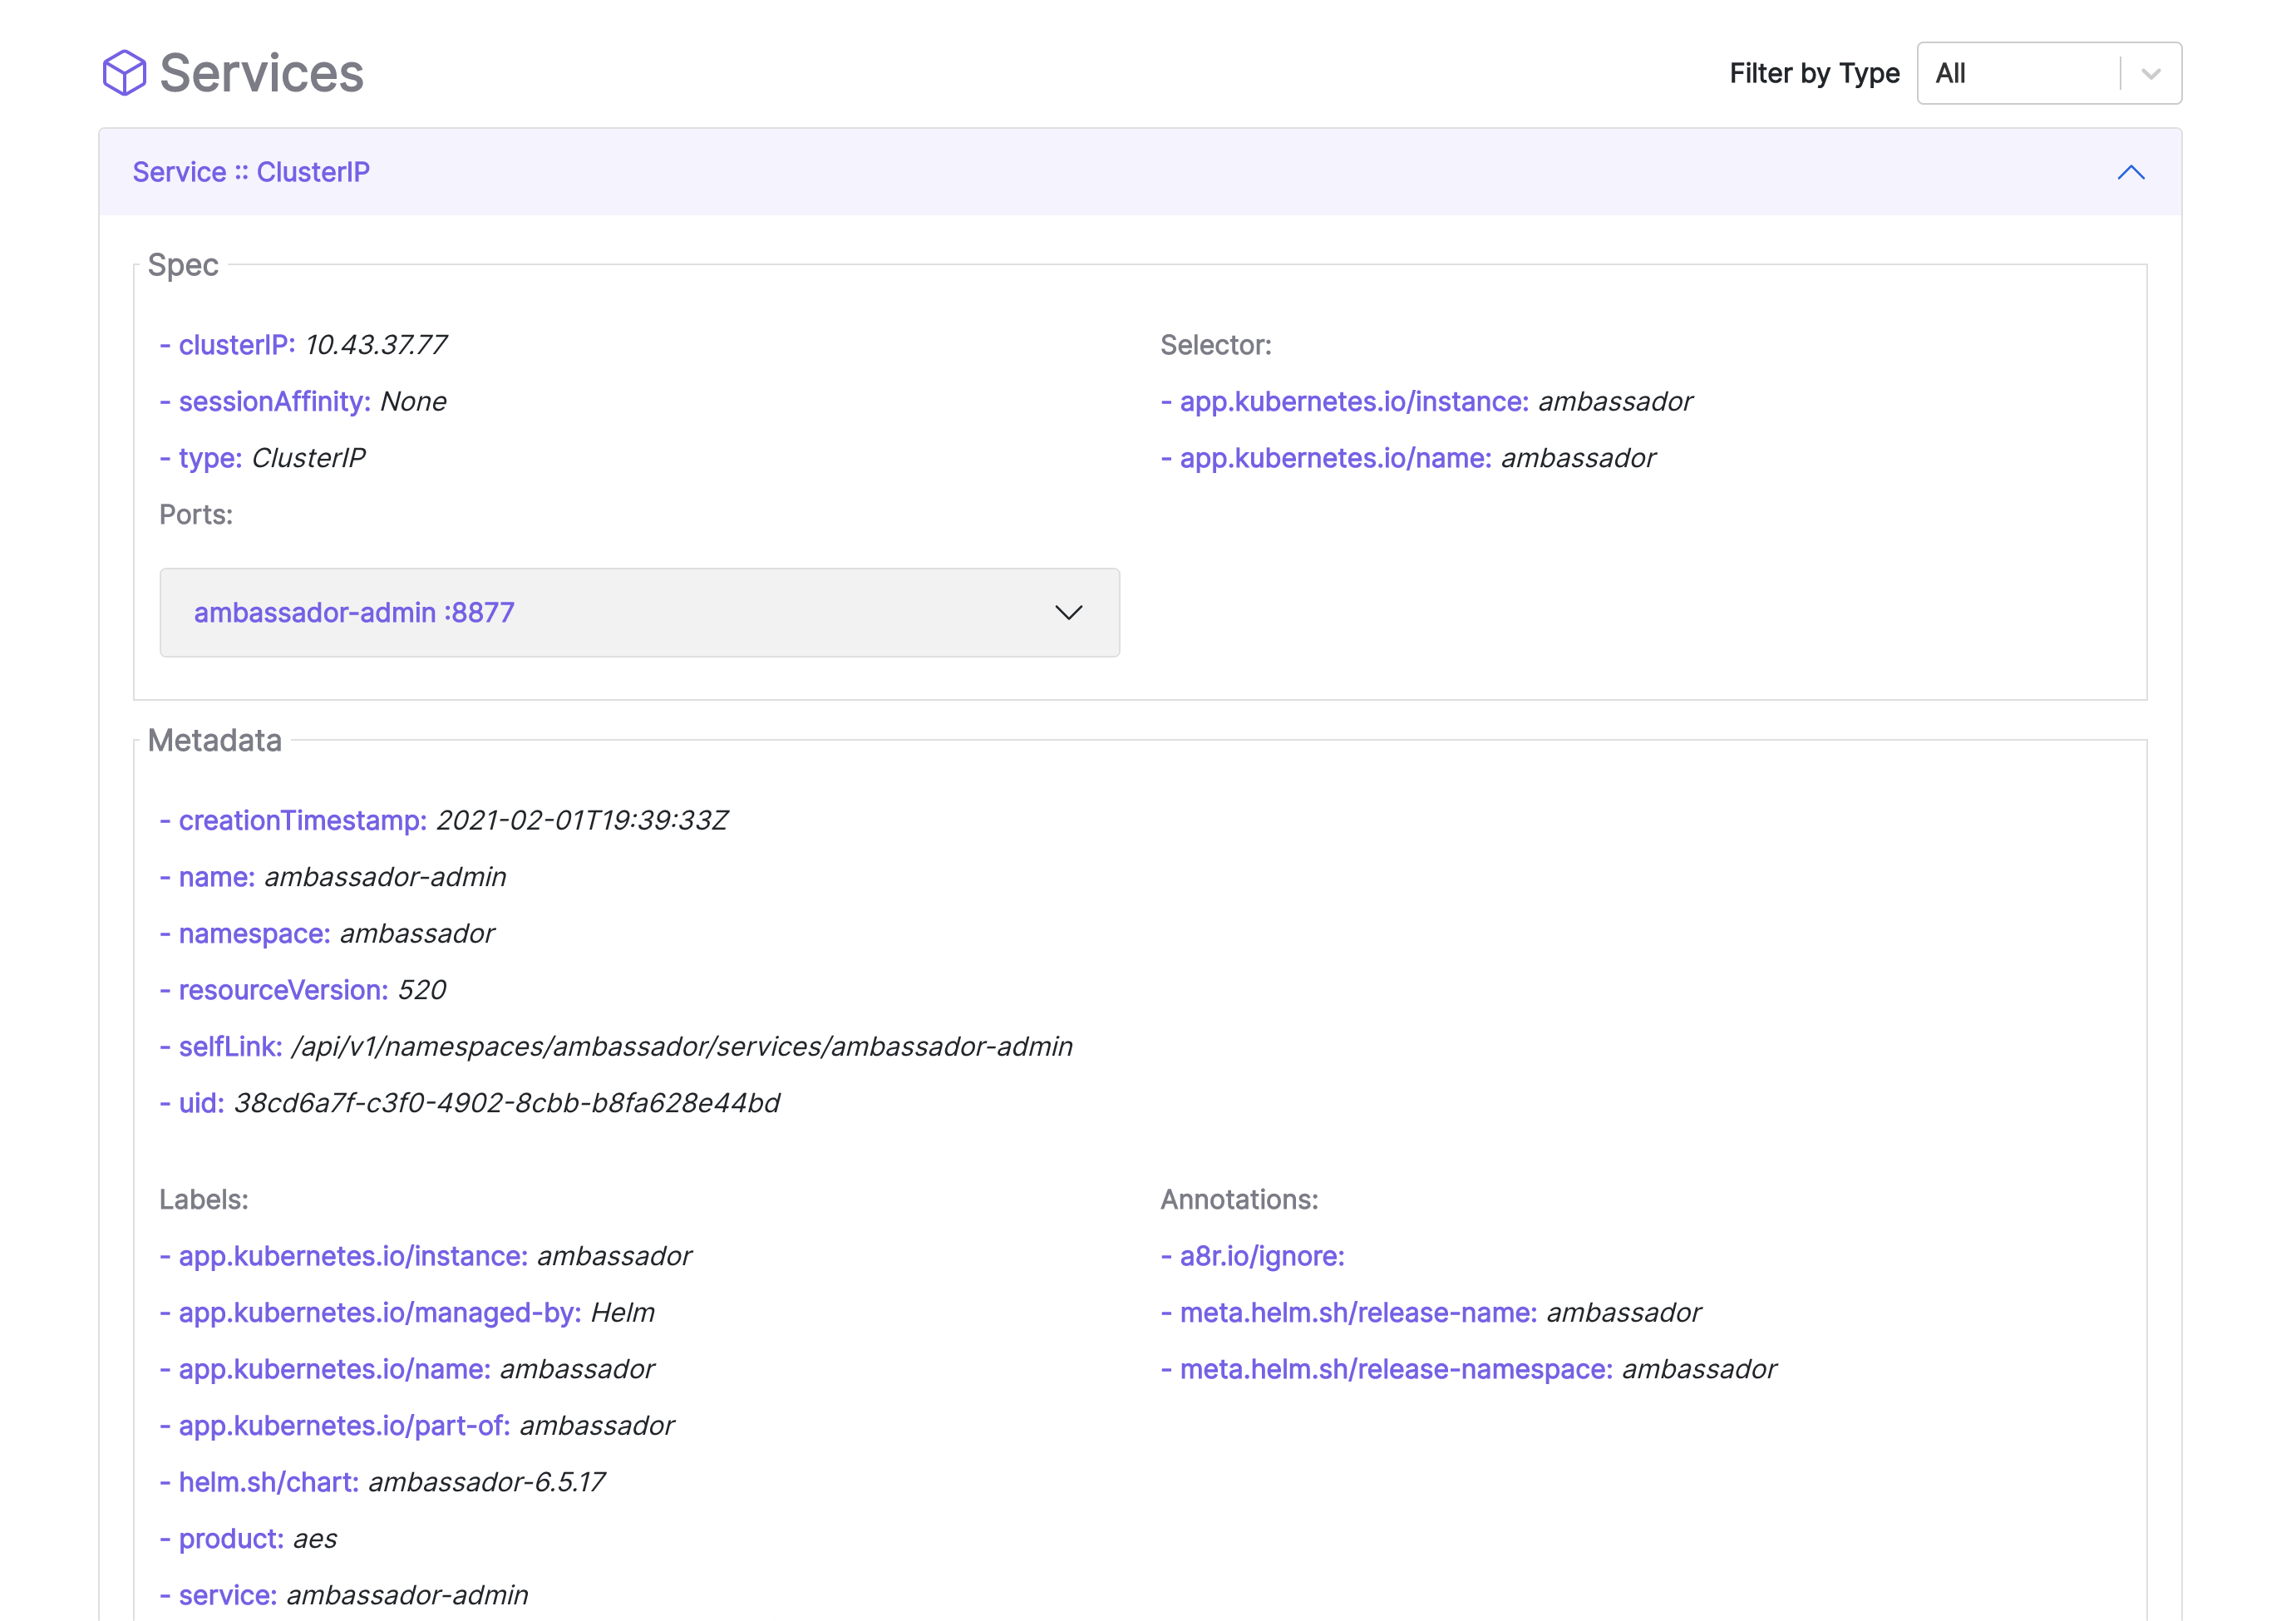 Services
Filter by Type
All
Service :: ClusterIP
Spec
- clusterIP: 10.43.37.77
- sessionAffinity: None
- type: ClusterIP
Ports:
ambassador-admin :8877
Selector:
- app.kubernetes.io/instance: ambassador
- app.kubernetes.io/name: ambassador
Metadata
- creationTimestamp: 2021-02-01T19:39:33Z
- name: ambassador-admin
- namespace: ambassador
- resourceVersion: 520
- selfLink: /api/v1/namespaces/ambassador/services/ambassador-admin
- uid: 38cd6a7f-c3f0-4902-8cbb-b8fa628e44bd
Labels:
- app.kubernetes.io/instance: ambassador
- app.kubernetes.io/managed-by: Helm
- app.kubernetes.io/name: ambassador
- app.kubernetes.io/part-of: ambassador
- helm.sh/chart: ambassador-6.5.17
- product: aes
- service: ambassador-admin
Annotations:
- a8r.io/ignore:
- meta.helm.sh/release-name: ambassador
- meta.helm.sh/release-namespace: ambassador